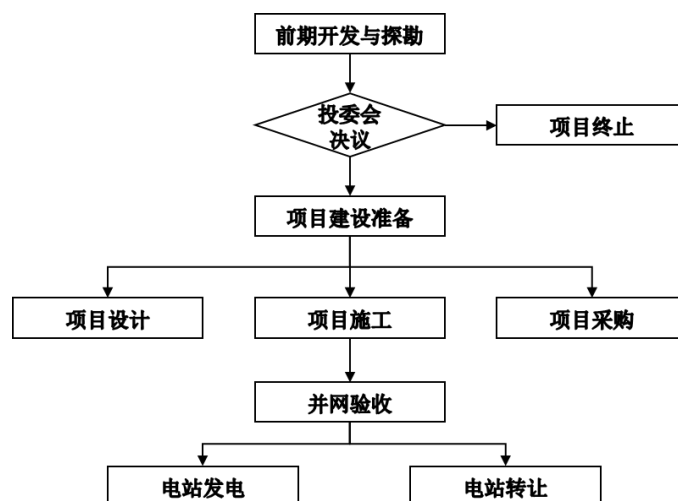 前期开发与探勘
投委会
决议
项目终止
项目建设准备
项目设计
项目施工
项目采购
并网验收
电站发电
电站转让